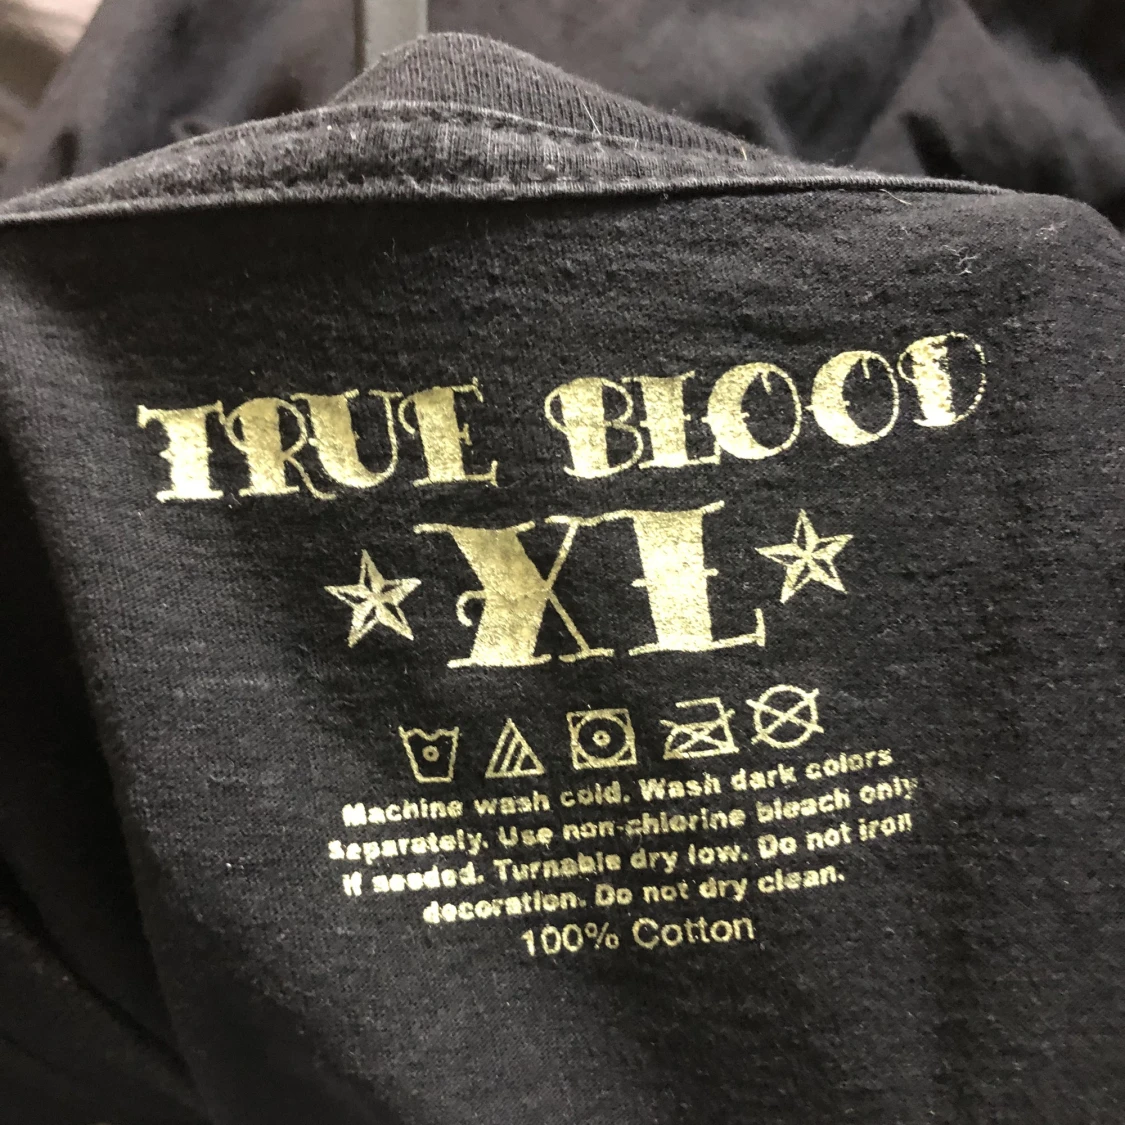 TRUE BLOOD
XL
Machine wash cold. Wash dark colors
separately. Use non-chlorine bleach only
if needed. Turnable dry low. Do not iron
decoration. Do not dry clean.
100% Cotton